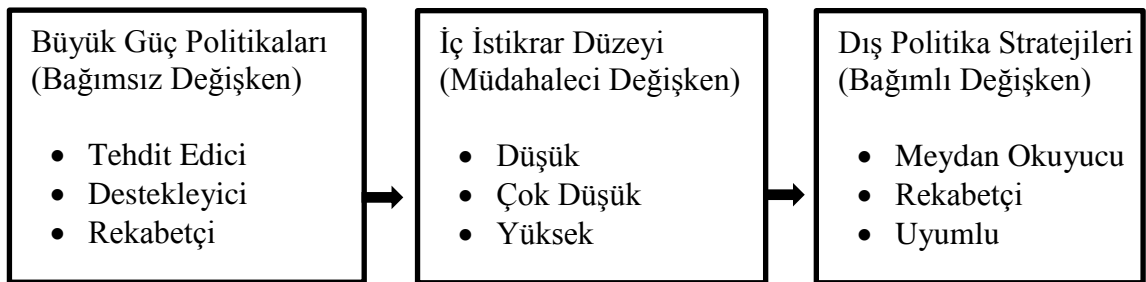 Büyük Güç Politikaları
(Bağımsız Değişken)
• Tehdit Edici
• Destekleyici
• Rekabetçi
İç İstikrar Düzeyi
(Müdahaleci Değişken)
• Düşük
• Çok Düşük
• Yüksek
Dış Politika Stratejileri
(Bağımlı Değişken)
• Meydan Okuyucu
• Rekabetçi
• Uyumlu